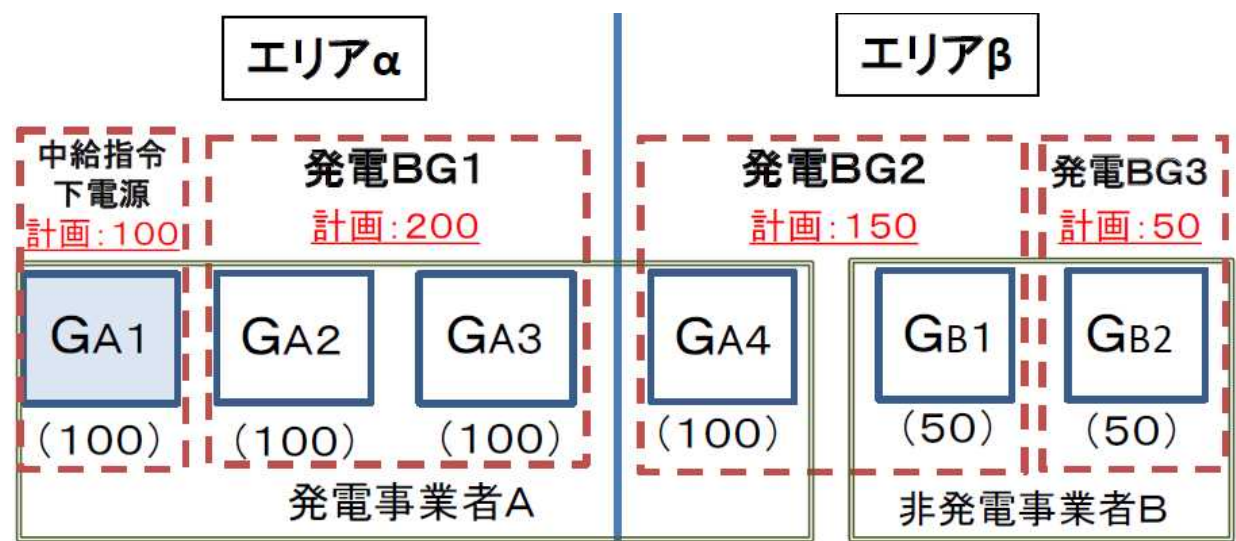 エリアα
エリアβ
中給指令
下電源
計画:100
発電BG1
計画:200
発電BG2
計画:150
発電BG3
計画:50
GA1
GA2
GA3
GA4
GB1
GB2
(100)
(100)
(100)
(100)
(50)
(50)
発電事業者A
非発電事業者B